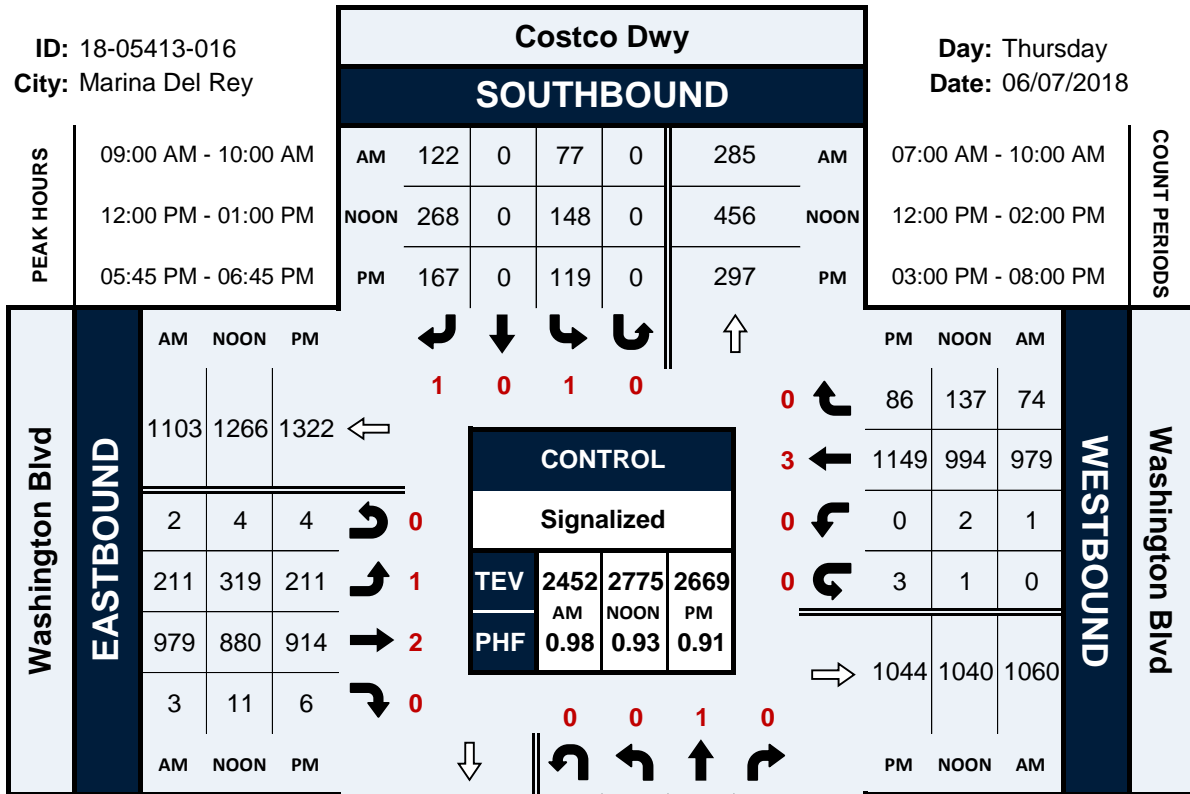 ID: 18-05413-016
City: Marina Del Rey
Costco Dwy
SOUTHBOUND
Day: Thursday
Date: 06/07/2018
PEAK HOURS
09:00 AM - 10:00 AM
12:00 PM - 01:00 PM
05:45 PM - 06:45 PM
AM 122 0 77 0 285 AM
NOON 268 0 148 0 456 NOON
PM 167 0 119 0 297 PM
07:00 AM - 10:00 AM
12:00 PM - 02:00 PM
03:00 PM - 08:00 PM
COUNT PERIODS
1 0 1 0
Washington Blvd
EASTBOUND
AM NOON PM
1103 1266 1322
2 4 4 0
211 319 211 1
979 880 914 2
3 11 6 0
AM NOON PM
CONTROL
Signalized
TEV 2452 2775 2669
AM NOON PM
PHF 0.98 0.93 0.91
PM NOON AM
0 86 137 74
3 1149 994 979
0 0 2 1
0 3 1 0
1044 1040 1060
PM NOON AM
WESTBOUND
Washington Blvd
0 0 1 0